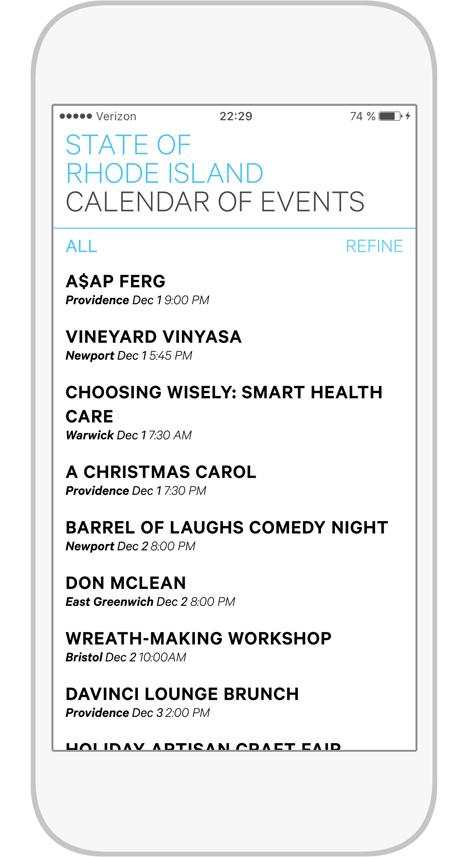 Verizon 22:29 74 %
STATE OF
RHODE ISLAND
CALENDAR OF EVENTS
ALL REFINE
A$AP FERG
Providence Dec 1 9:00 PM
VINEYARD VINYASA
Newport Dec 1 5:45 PM
CHOOSING WISELY: SMART HEALTH
CARE
Warwick Dec 1 7:30 AM
A CHRISTMAS CAROL
Providence Dec 1 7:30 PM
BARREL OF LAUGHS COMEDY NIGHT
Newport Dec 2 8:00 PM
DON MCLEAN
East Greenwich Dec 2 8:00 PM
WREATH-MAKING WORKSHOP
Bristol Dec 2 10:00AM
DAVINCI LOUNGE BRUNCH
Providence Dec 3 2:00 PM
HOLIDAY ARTISAN CRAFT FAIR